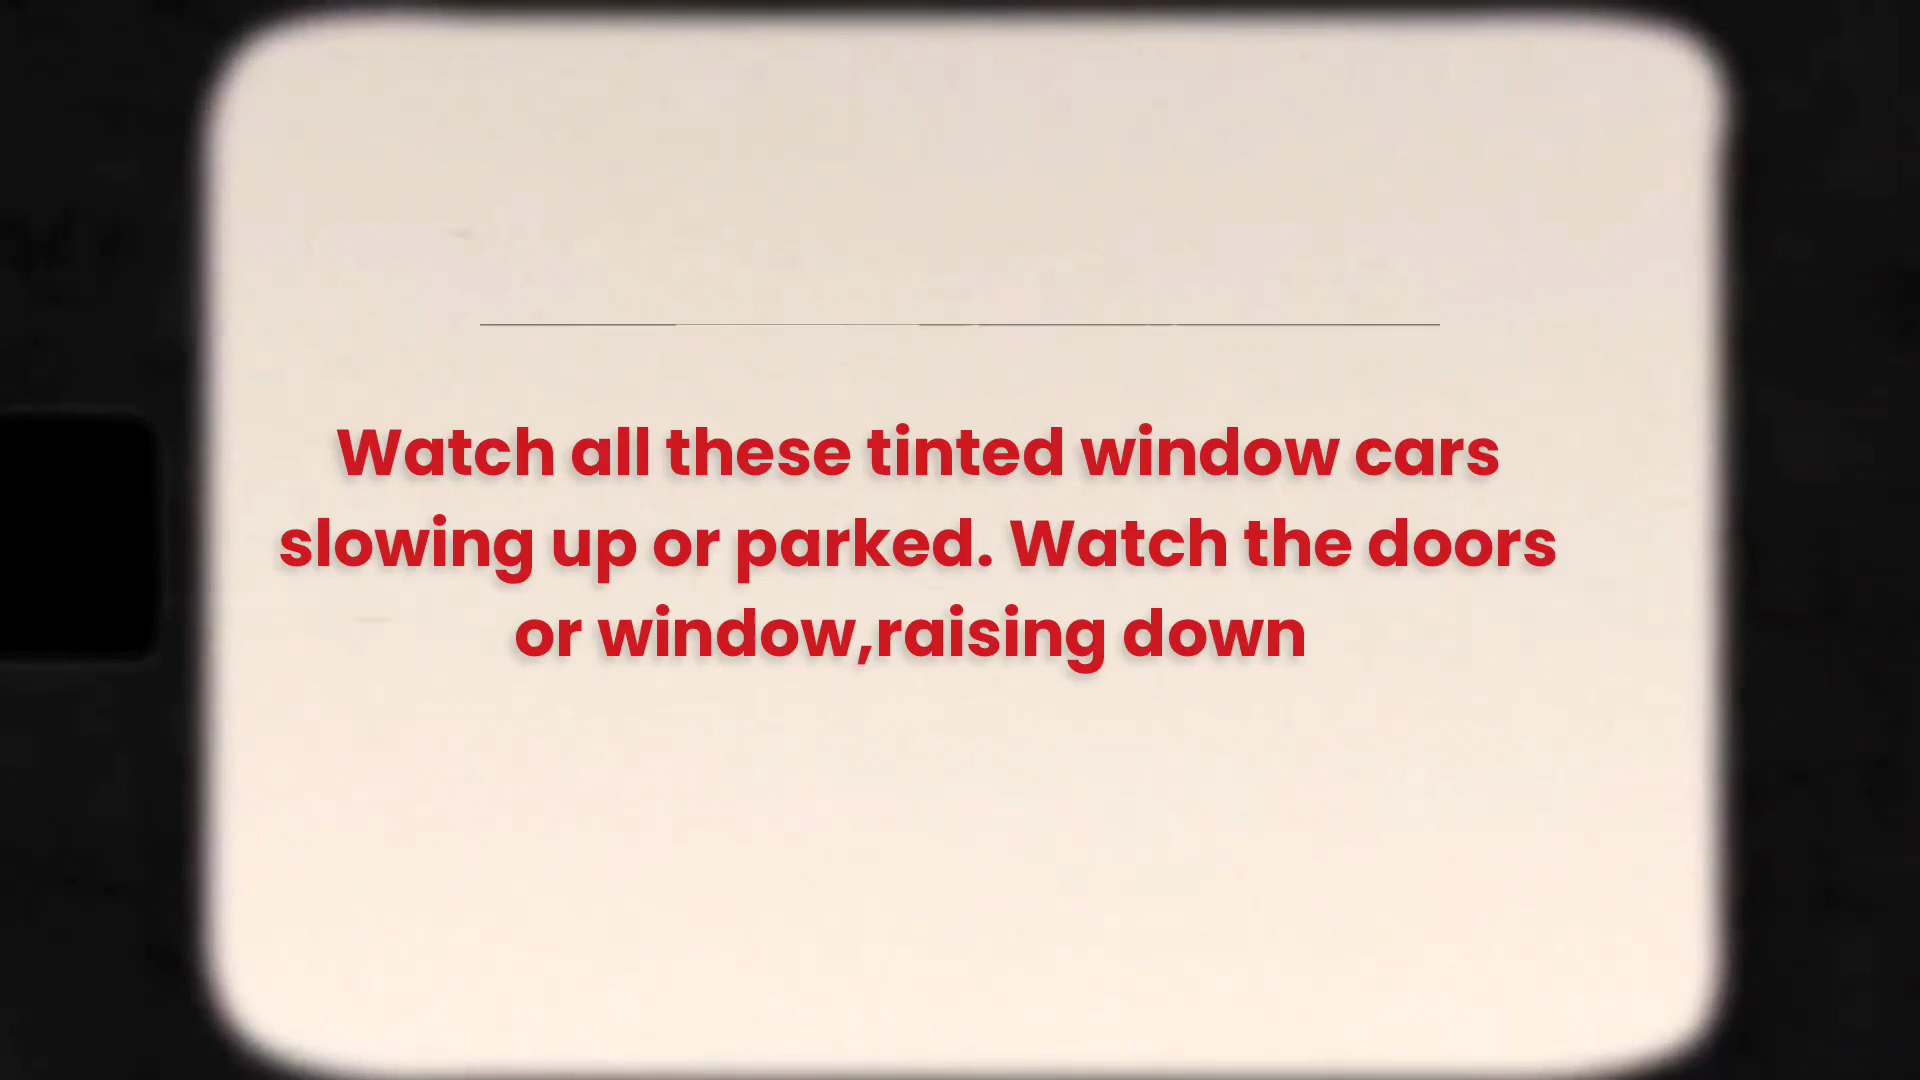 Watch all these tinted window cars
slowing up or parked. Watch the doors
or window,raising down